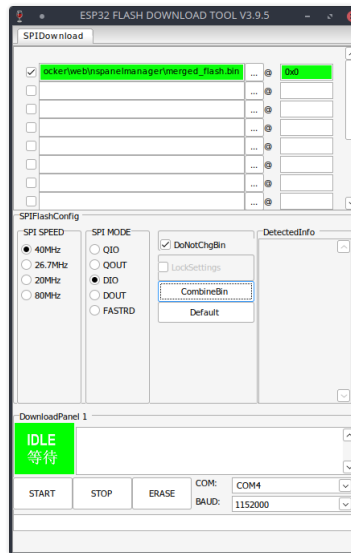 ESP32 FLASH DOWNLOAD TOOL V3.9.5
SPIDownload
ocker\web\nspanelmanager\merged_flash.bin ... @ 0x0
... @
... @
... @
... @
... @
... @
... @
SPIFlashConfig
SPI SPEED
40MHz
26.7MHz
20MHz
80MHz
SPI MODE
QIO
QOUT
DIO
DOUT
FASTRD
DoNotChgBin
LockSettings
CombineBin
Default
DetectedInfo
DownloadPanel 1
IDLE
等待
START STOP ERASE
COM: COM4
BAUD: 1152000